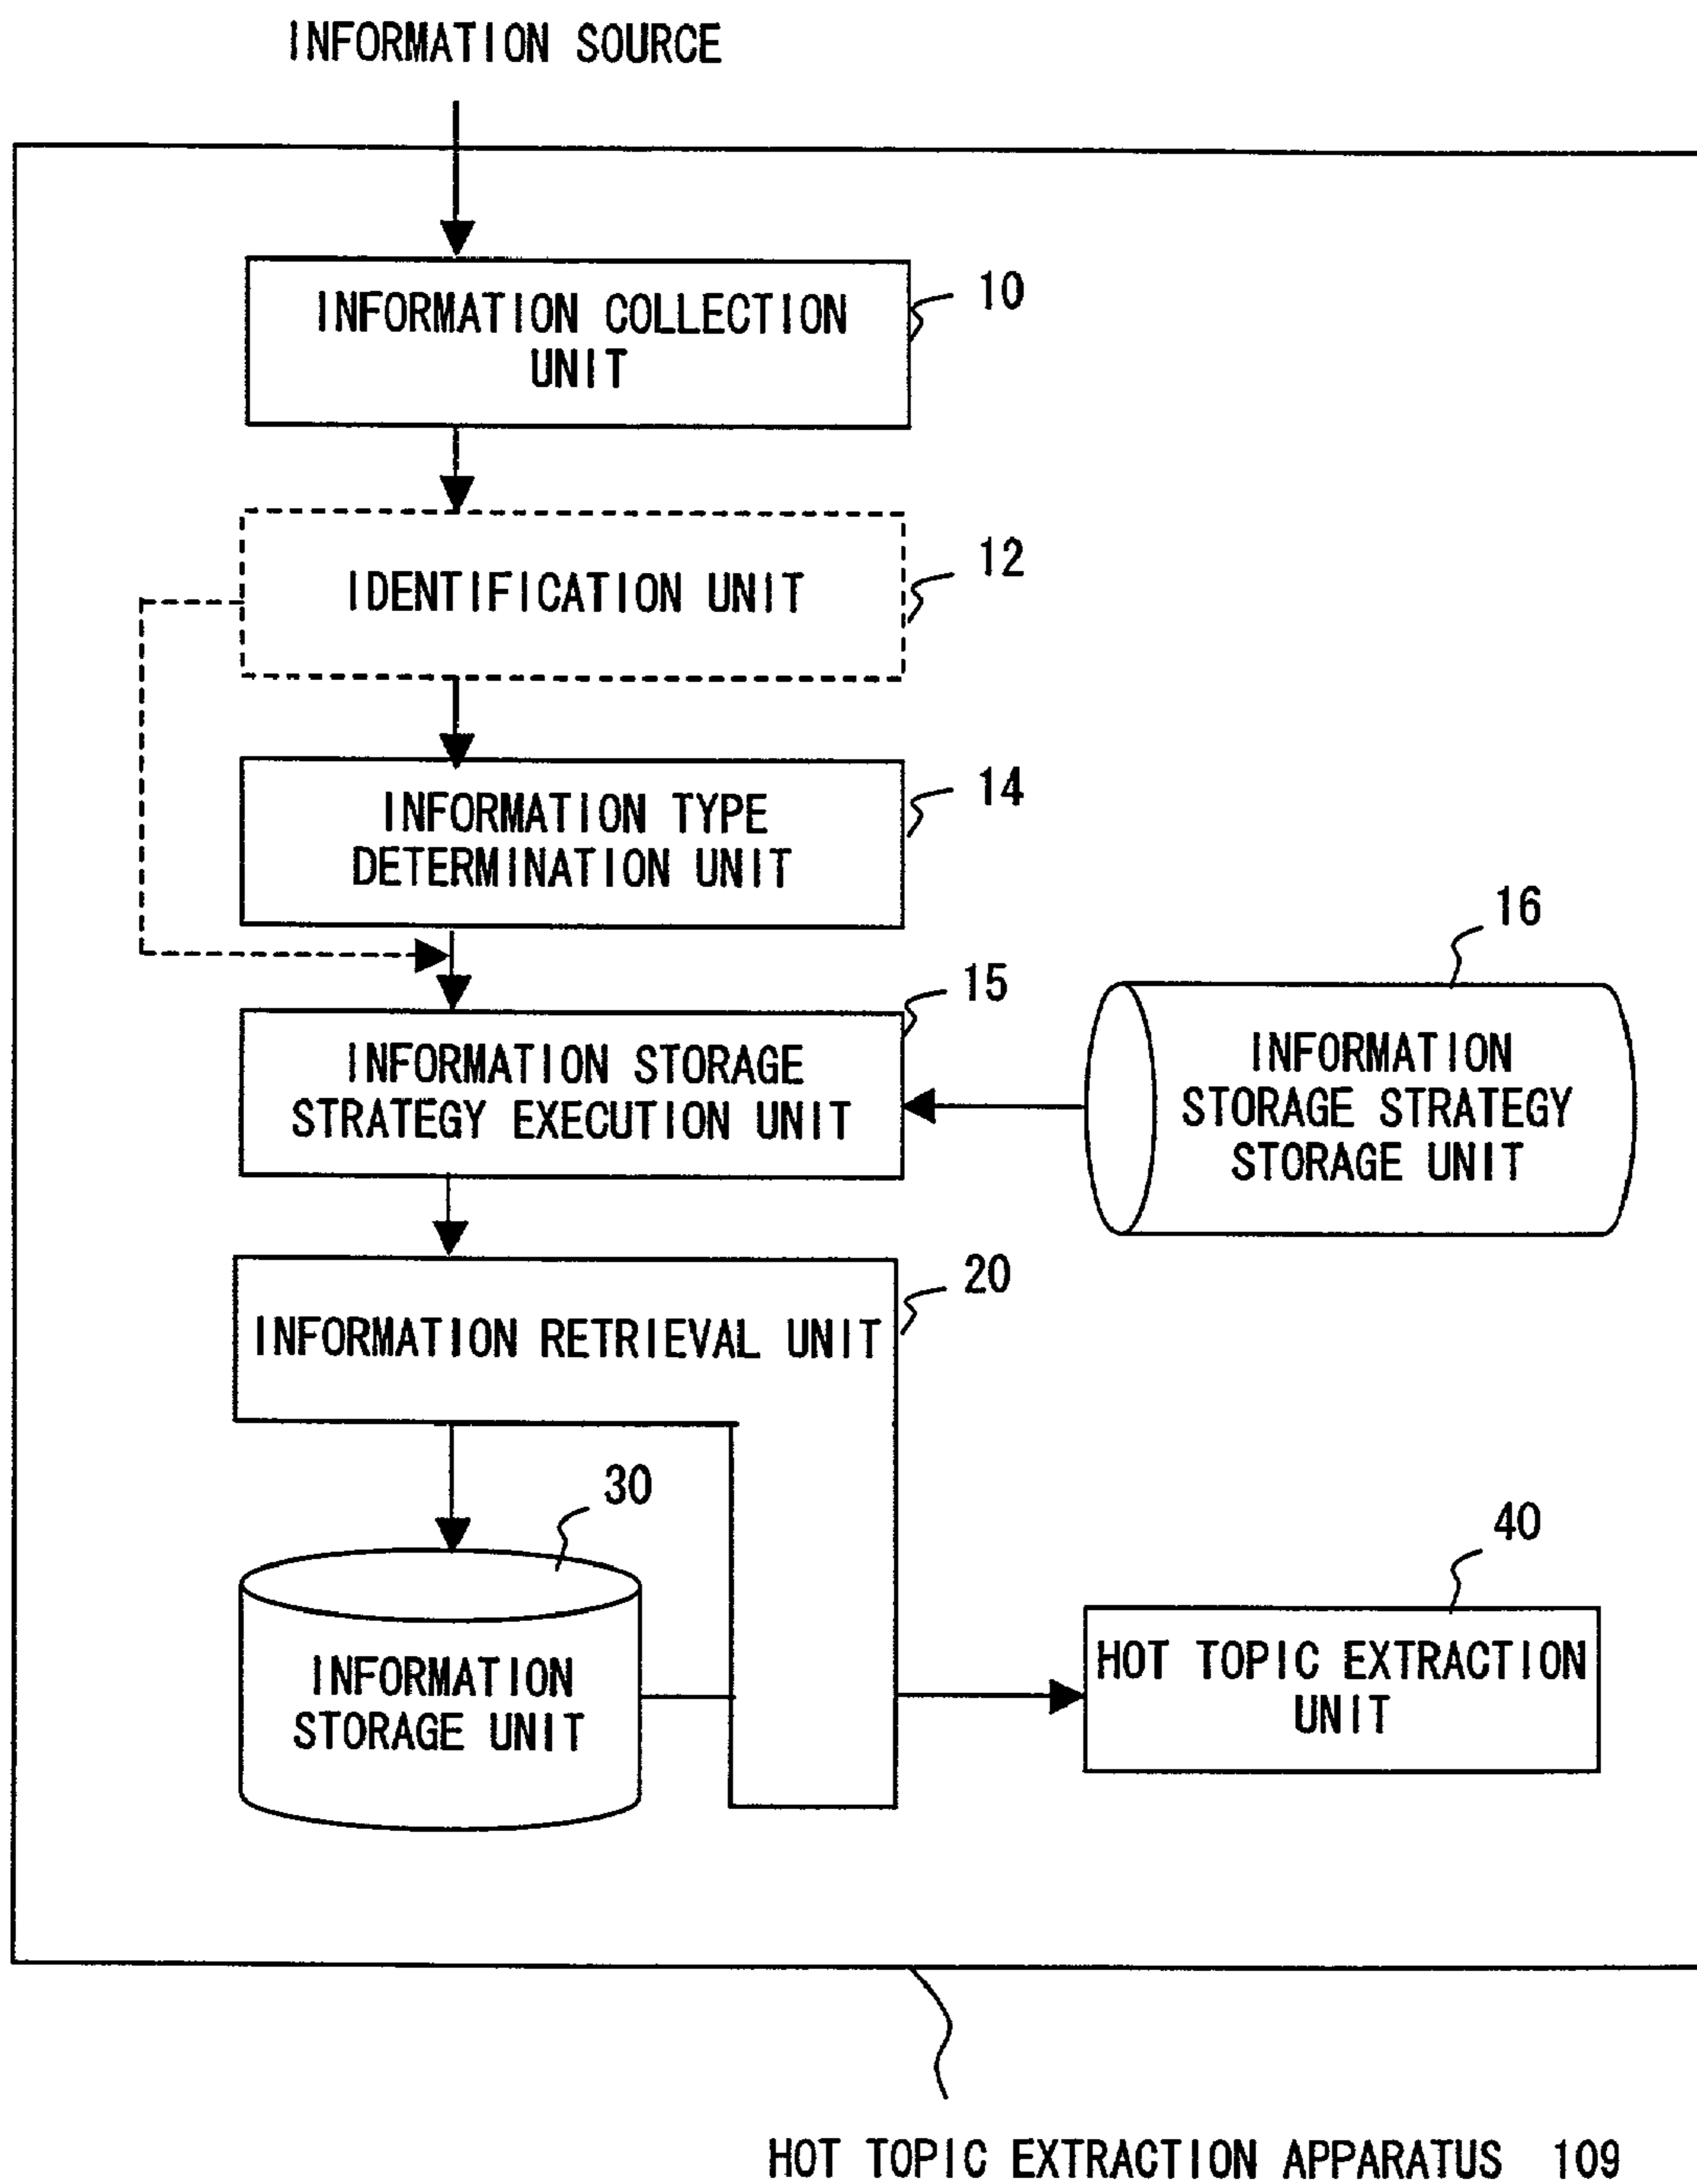 INFORMATION SOURCE
INFORMATION COLLECTION
UNIT
10
IDENTIFICATION UNIT
12
INFORMATION TYPE
DETERMINATION UNIT
14
INFORMATION STORAGE
STRATEGY EXECUTION UNIT
15
16
INFORMATION
STORAGE STRATEGY
STORAGE UNIT
INFORMATION RETRIEVAL UNIT
20
30
INFORMATION
STORAGE UNIT
40
HOT TOPIC EXTRACTION
UNIT
HOT TOPIC EXTRACTION APPARATUS 109